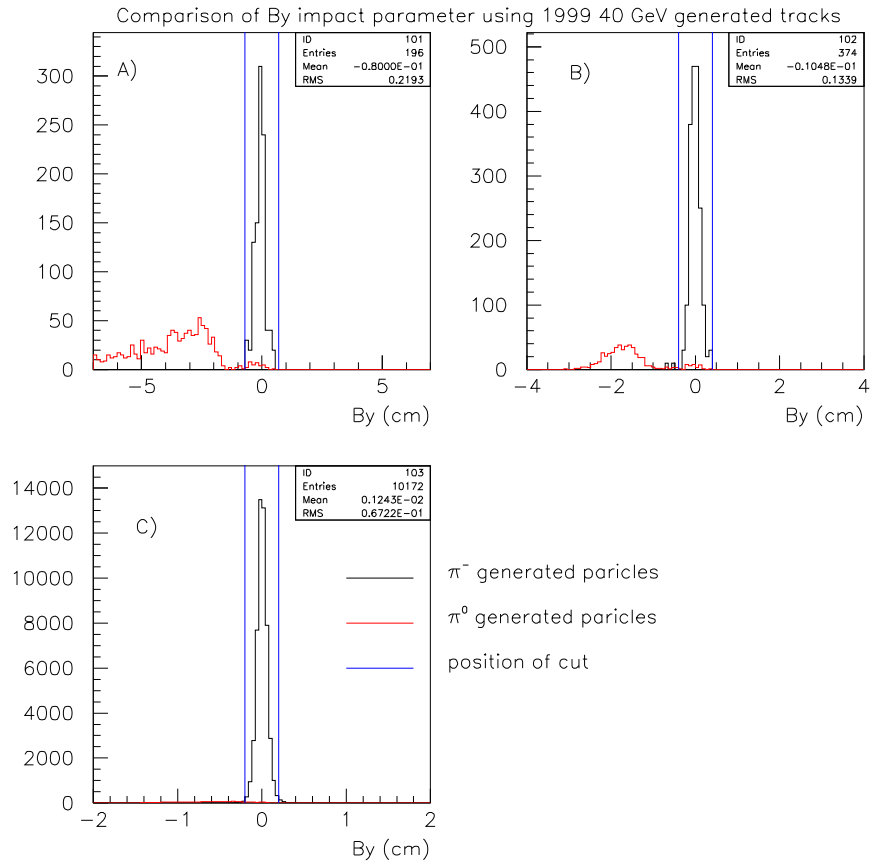 Comparison of By impact parameter using 1999 40 GeV generated tracks
A)
ID 101
Entries 196
Mean -0.8000E-01
RMS 0.2193
300
250
200
150
100
50
0
-5 0 5
By (cm)
B)
ID 102
Entries 374
Mean -0.1048E-01
RMS 0.1339
500
400
300
200
100
0
-4 -2 0 2 4
By (cm)
C)
ID 103
Entries 10172
Mean 0.1243E-02
RMS 0.6722E-01
14000
12000
10000
8000
6000
4000
2000
0
-2 -1 0 1 2
By (cm)
π⁻ generated paricles
π⁰ generated paricles
position of cut